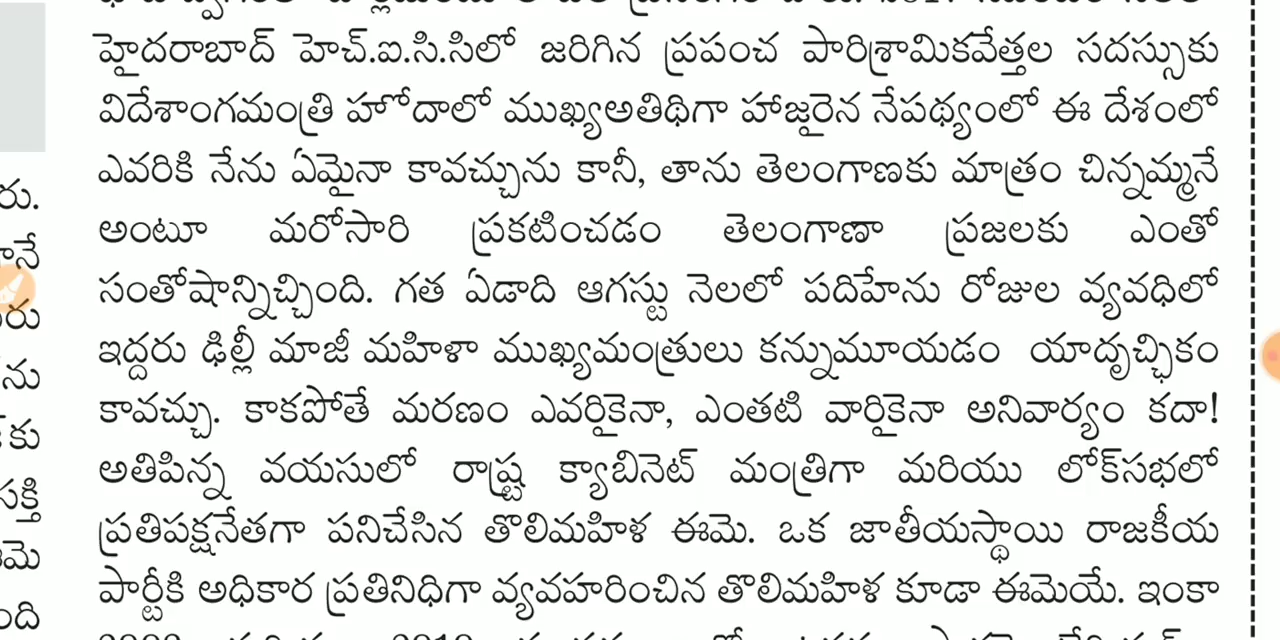 హైదరాబాద్ హెచ్.ఐ.సి.సిలో జరిగిన ప్రపంచ పారిశ్రామికవేత్తల సదస్సుకు
విదేశాంగమంత్రి హోదాలో ముఖ్యఅతిథిగా హాజరైన నేపథ్యంలో ఈ దేశంలో
రు.
ఎవరికి నేను ఏమైనా కావచ్చును కానీ, తాను తెలంగాణకు మాత్రం చిన్నమ్మనే
అంటూ మరోసారి ప్రకటించడం తెలంగాణా ప్రజలకు ఎంతో
సంతోషాన్నిచ్చింది. గత ఏడాది ఆగస్టు నెలలో పదిహేను రోజుల వ్యవధిలో
ఇద్దరు ఢిల్లీ మాజీ మహిళా ముఖ్యమంత్రులు కన్నుమూయడం యాదృచ్ఛికం
ను
కావచ్చు. కాకపోతే మరణం ఎవరికైనా, ఎంతటి వారికైనా అనివార్యం కదా!
కు
అతిపిన్న వయసులో రాష్ట్ర క్యాబినెట్ మంత్రిగా మరియు లోక్‌సభలో
సక్తి
ప్రతిపక్షనేతగా పనిచేసిన తొలిమహిళ ఈమె. ఒక జాతీయస్థాయి రాజకీయ
మె
పార్టీకి అధికార ప్రతినిధిగా వ్యవహరించిన తొలిమహిళ కూడా ఈమెయే. ఇంకా
ంది